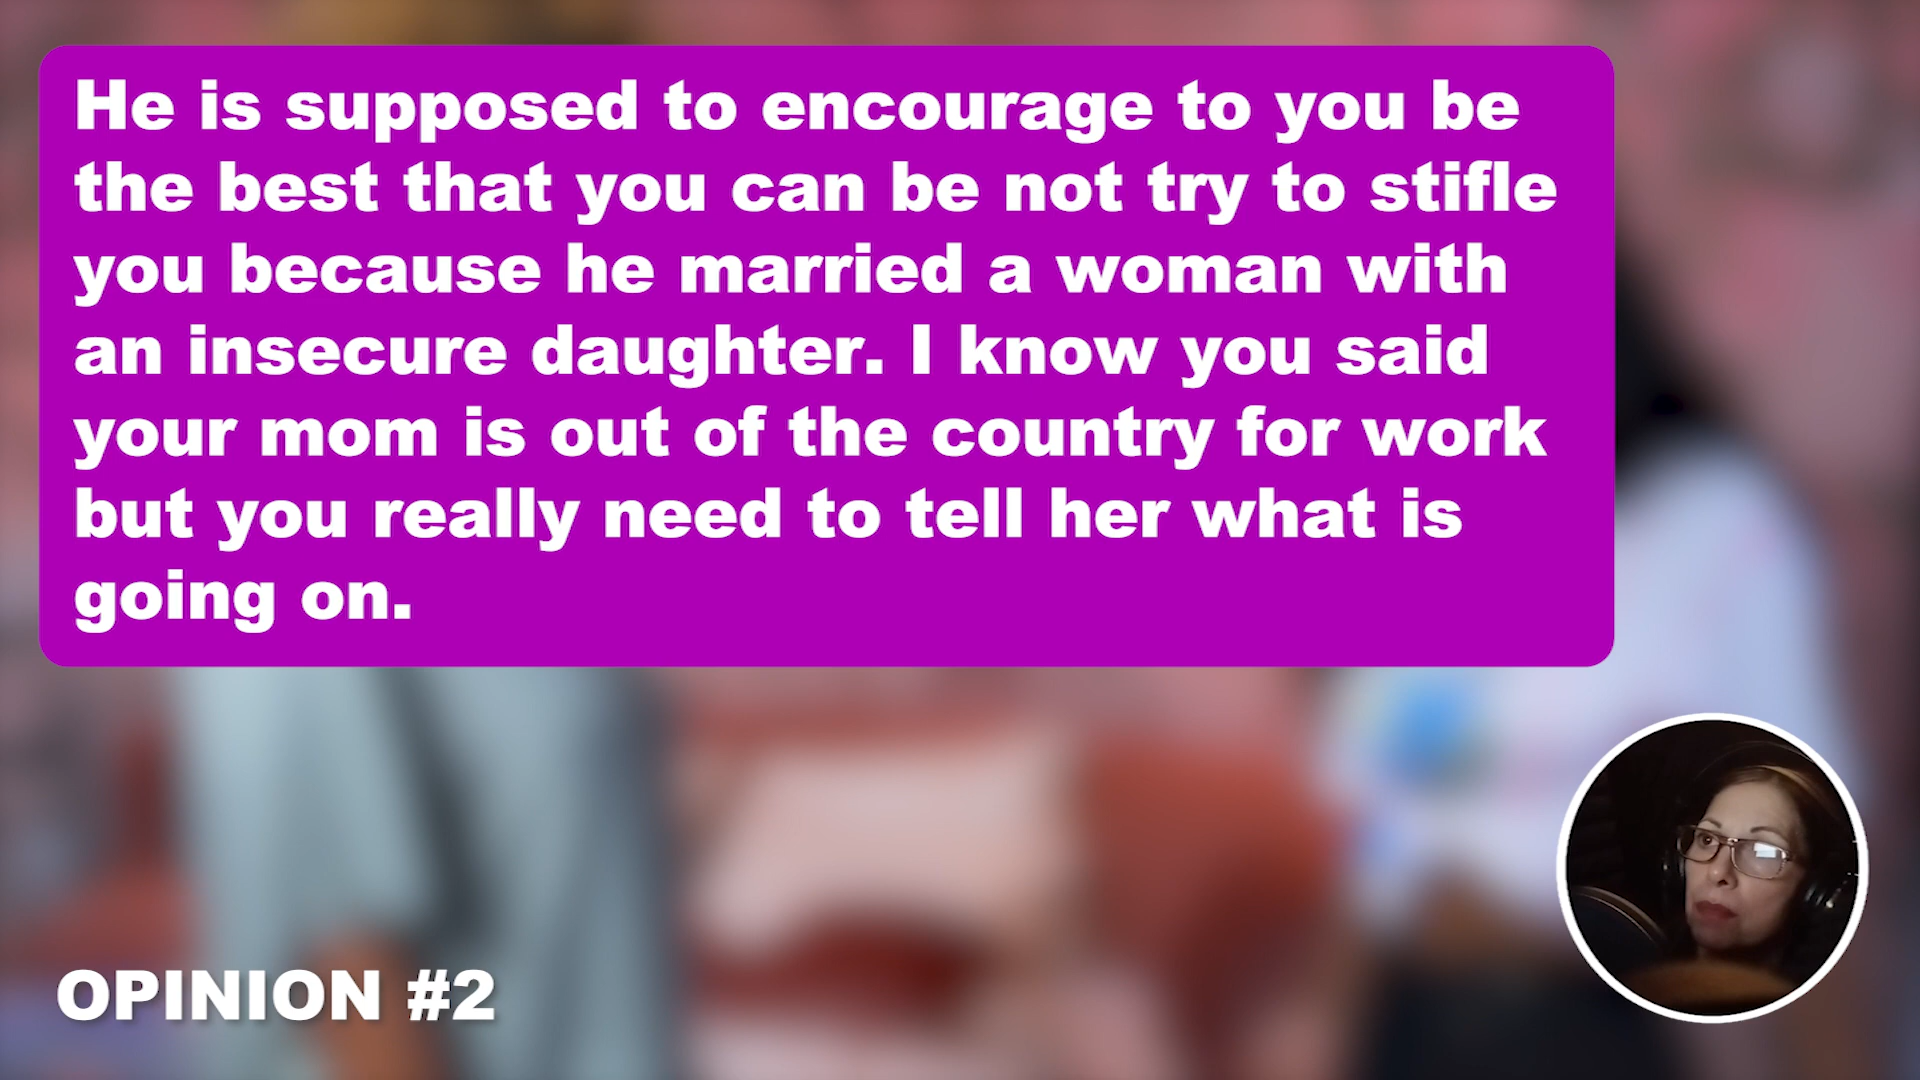 He is supposed to encourage to you be
the best that you can be not try to stifle
you because he married a woman with
an insecure daughter. I know you said
your mom is out of the country for work
but you really need to tell her what is
going on.
OPINION #2